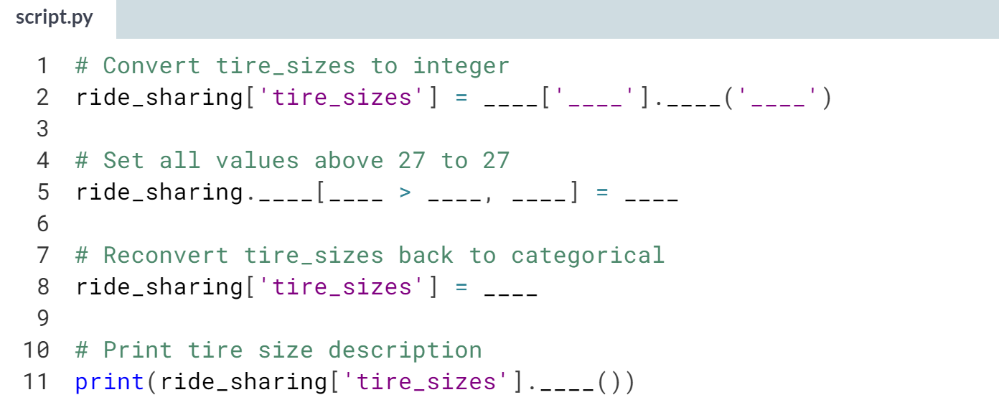 script.py
1 # Convert tire_sizes to integer
2 ride_sharing['tire_sizes'] = ____['____'].____('____')
3
4 # Set all values above 27 to 27
5 ride_sharing.____[____ > ____, ____] = ____
6
7 # Reconvert tire_sizes back to categorical
8 ride_sharing['tire_sizes'] = ____
9
10 # Print tire size description
11 print(ride_sharing['tire_sizes'].____())